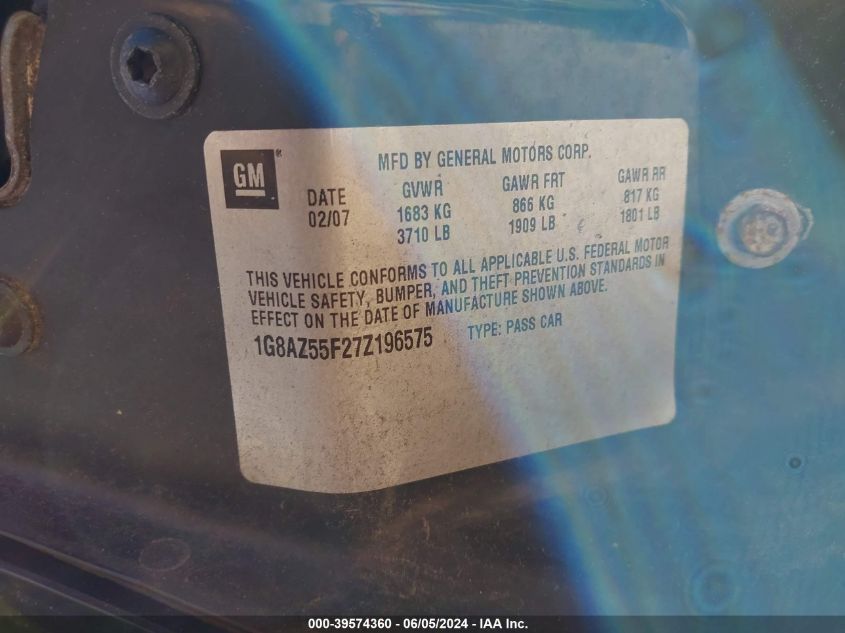 GM®
MFD BY GENERAL MOTORS CORP.
DATE GVWR GAWR FRT GAWR RR
02/07 1683 KG 866 KG 817 KG
3710 LB 1909 LB 1801 LB
THIS VEHICLE CONFORMS TO ALL APPLICABLE U.S. FEDERAL MOTOR
VEHICLE SAFETY, BUMPER, AND THEFT PREVENTION STANDARDS IN
EFFECT ON THE DATE OF MANUFACTURE SHOWN ABOVE.
1G8AZ55F27Z196575 TYPE: PASS CAR
000-39574360 - 06/05/2024 - IAA Inc.